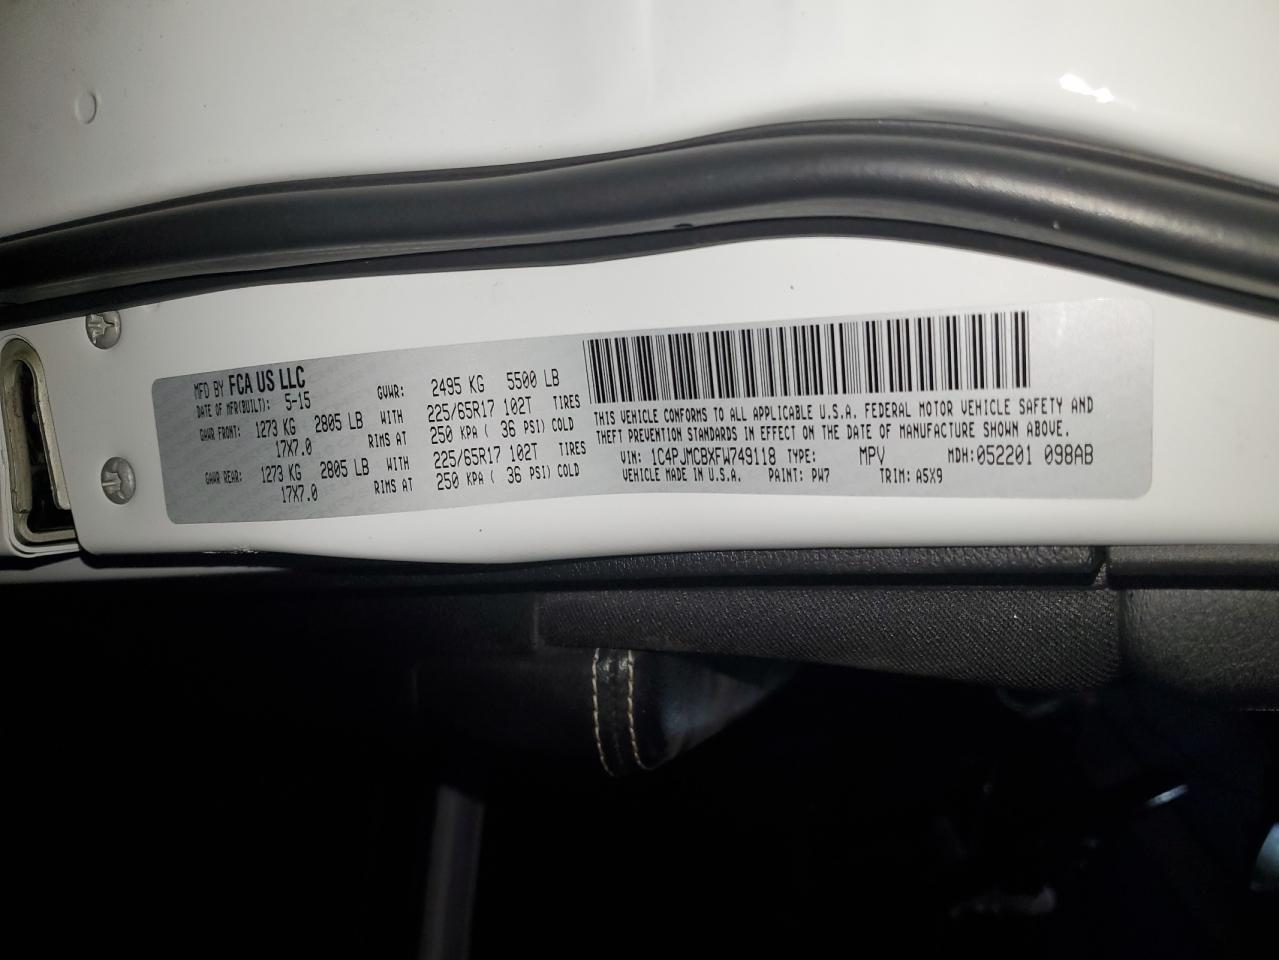 MFD BY FCA US LLC
DATE OF MFR(BUILT): 5-15 GVWR: 2495 KG 5500 LB
GAWR FRONT: 1273 KG 2805 LB WITH 225/65R17 102T TIRES
17X7.0 RIMS AT 250 KPA ( 36 PSI) COLD
GAWR REAR: 1273 KG 2805 LB WITH 225/65R17 102T TIRES
17X7.0 RIMS AT 250 KPA ( 36 PSI) COLD
THIS VEHICLE CONFORMS TO ALL APPLICABLE U.S.A. FEDERAL MOTOR VEHICLE SAFETY AND
THEFT PREVENTION STANDARDS IN EFFECT ON THE DATE OF MANUFACTURE SHOWN ABOVE.
VIN: 1C4PJMCBXFW749118 TYPE: MPV MDH:052201 098AB
VEHICLE MADE IN U.S.A. PAINT: PW7 TRIM: A5X9